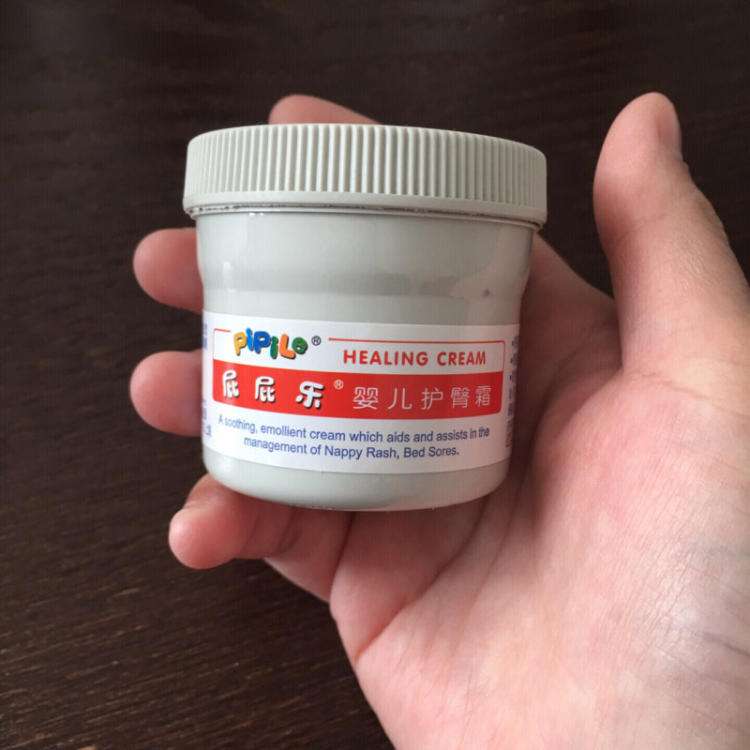 PiPiLe®
HEALING CREAM
屁屁乐® 婴儿护臀霜
A soothing, emollient cream which aids and assists in the
management of Nappy Rash, Bed Sores.